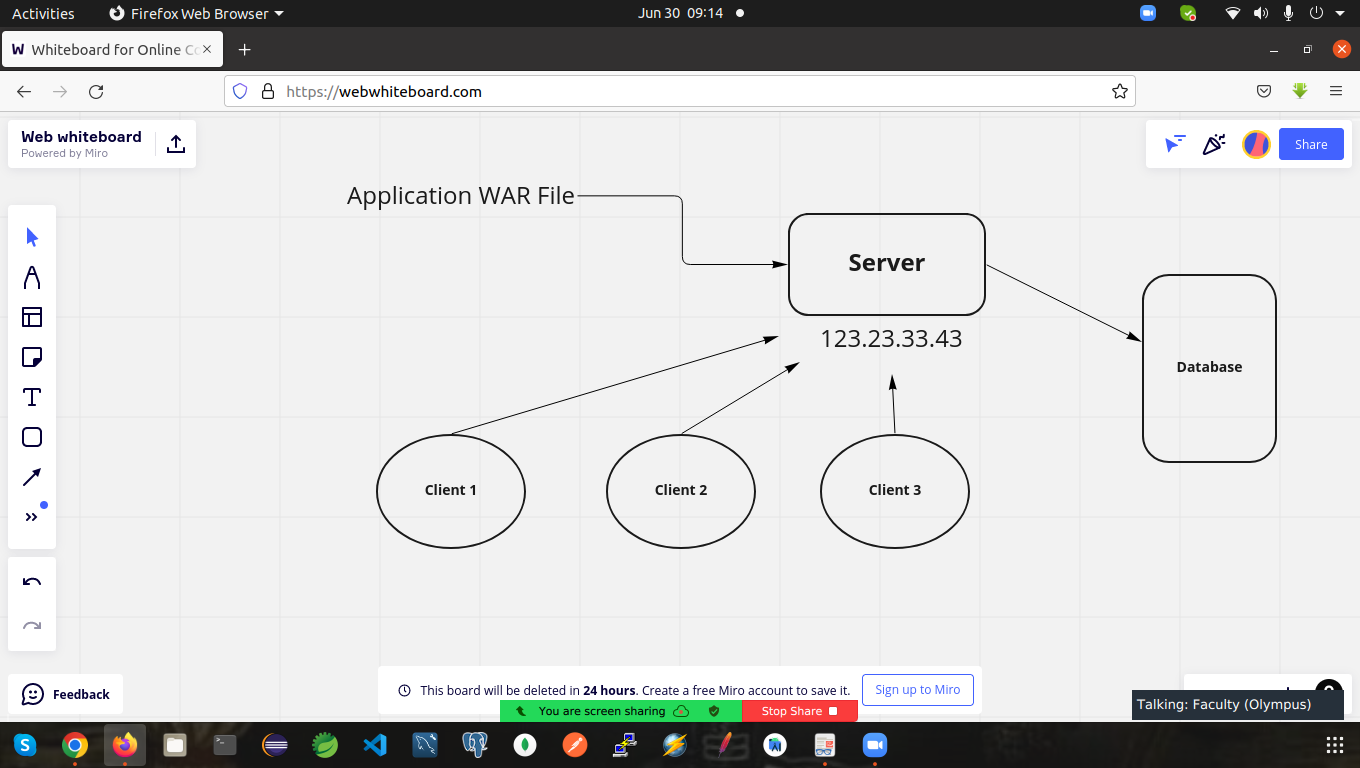 Activities
Firefox Web Browser
Jun 30 09:14
Whiteboard for Online Co
https://webwhiteboard.com
Web whiteboard
Powered by Miro
Share
Application WAR File
Server
123.23.33.43
Database
Client 1
Client 2
Client 3
Feedback
This board will be deleted in 24 hours. Create a free Miro account to save it.
Sign up to Miro
You are screen sharing
Stop Share
Talking: Faculty (Olympus)